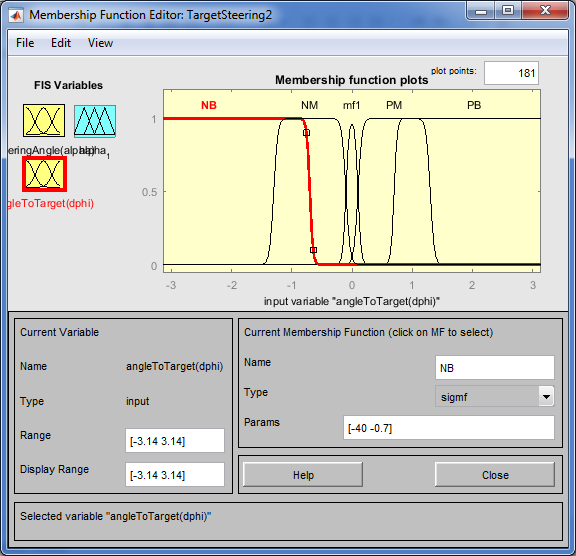 Membership Function Editor: TargetSteering2
File Edit View
FIS Variables
Membership function plots
plot points: 181
NB NM mf1 PM PB
1
0.5
0
-3 -2 -1 0 1 2 3
input variable "angleToTarget(dphi)"
eringAngle(alpha)
1
gleToTarget(dphi)
Current Variable
Name angleToTarget(dphi)
Type input
Range [-3.14 3.14]
Display Range [-3.14 3.14]
Current Membership Function (click on MF to select)
Name NB
Type sigmf
Params [-40 -0.7]
Help Close
Selected variable "angleToTarget(dphi)"